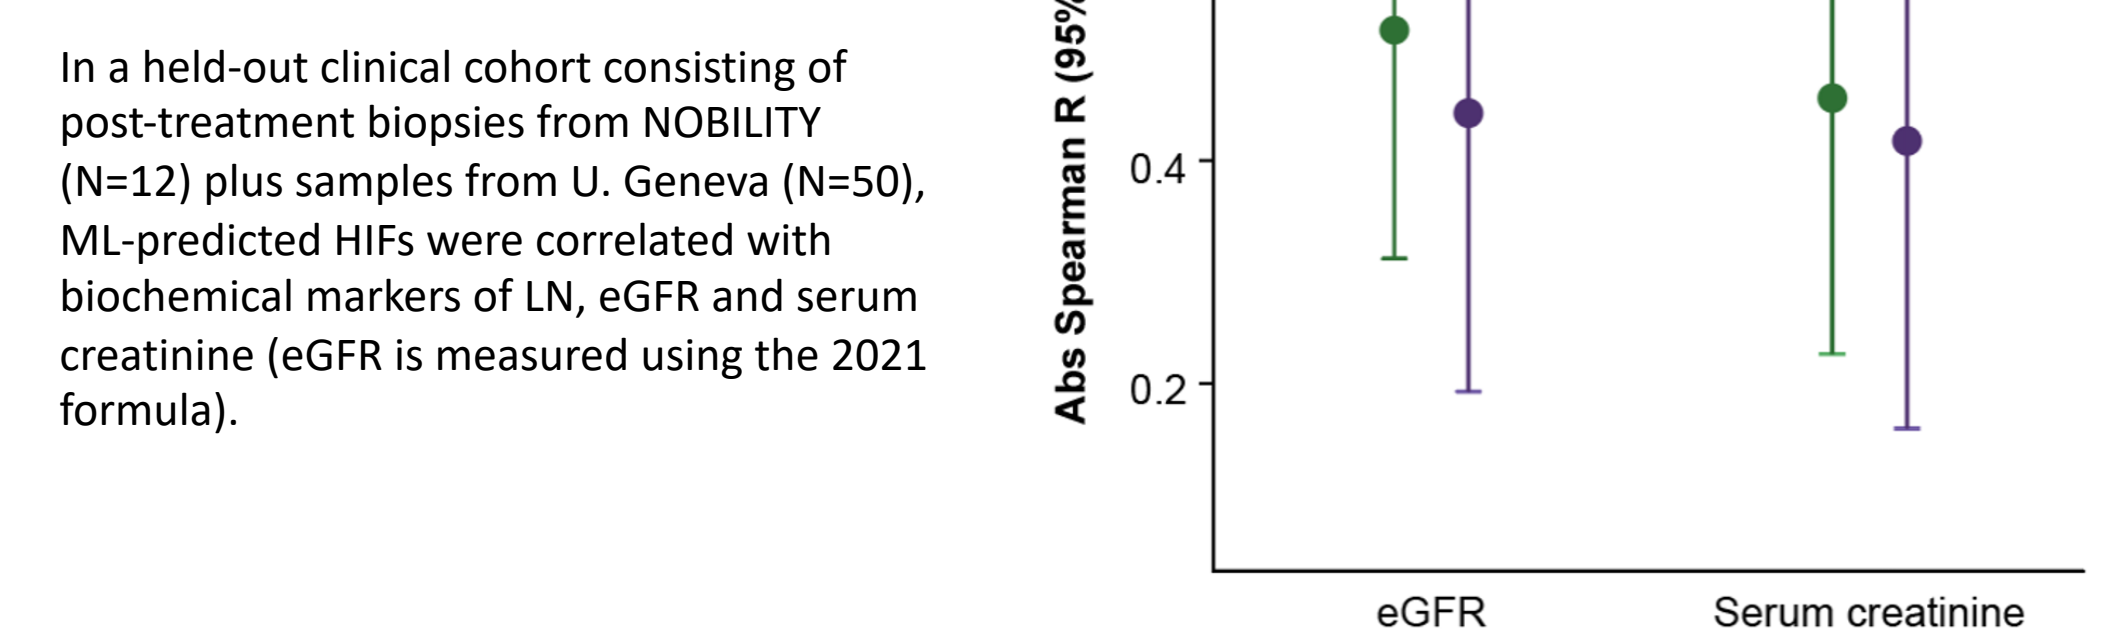 In a held-out clinical cohort consisting of
post-treatment biopsies from NOBILITY
(N=12) plus samples from U. Geneva (N=50),
ML-predicted HIFs were correlated with
biochemical markers of LN, eGFR and serum
creatinine (eGFR is measured using the 2021
formula).
Abs Spearman R (95%
0.4
0.2
eGFR
Serum creatinine